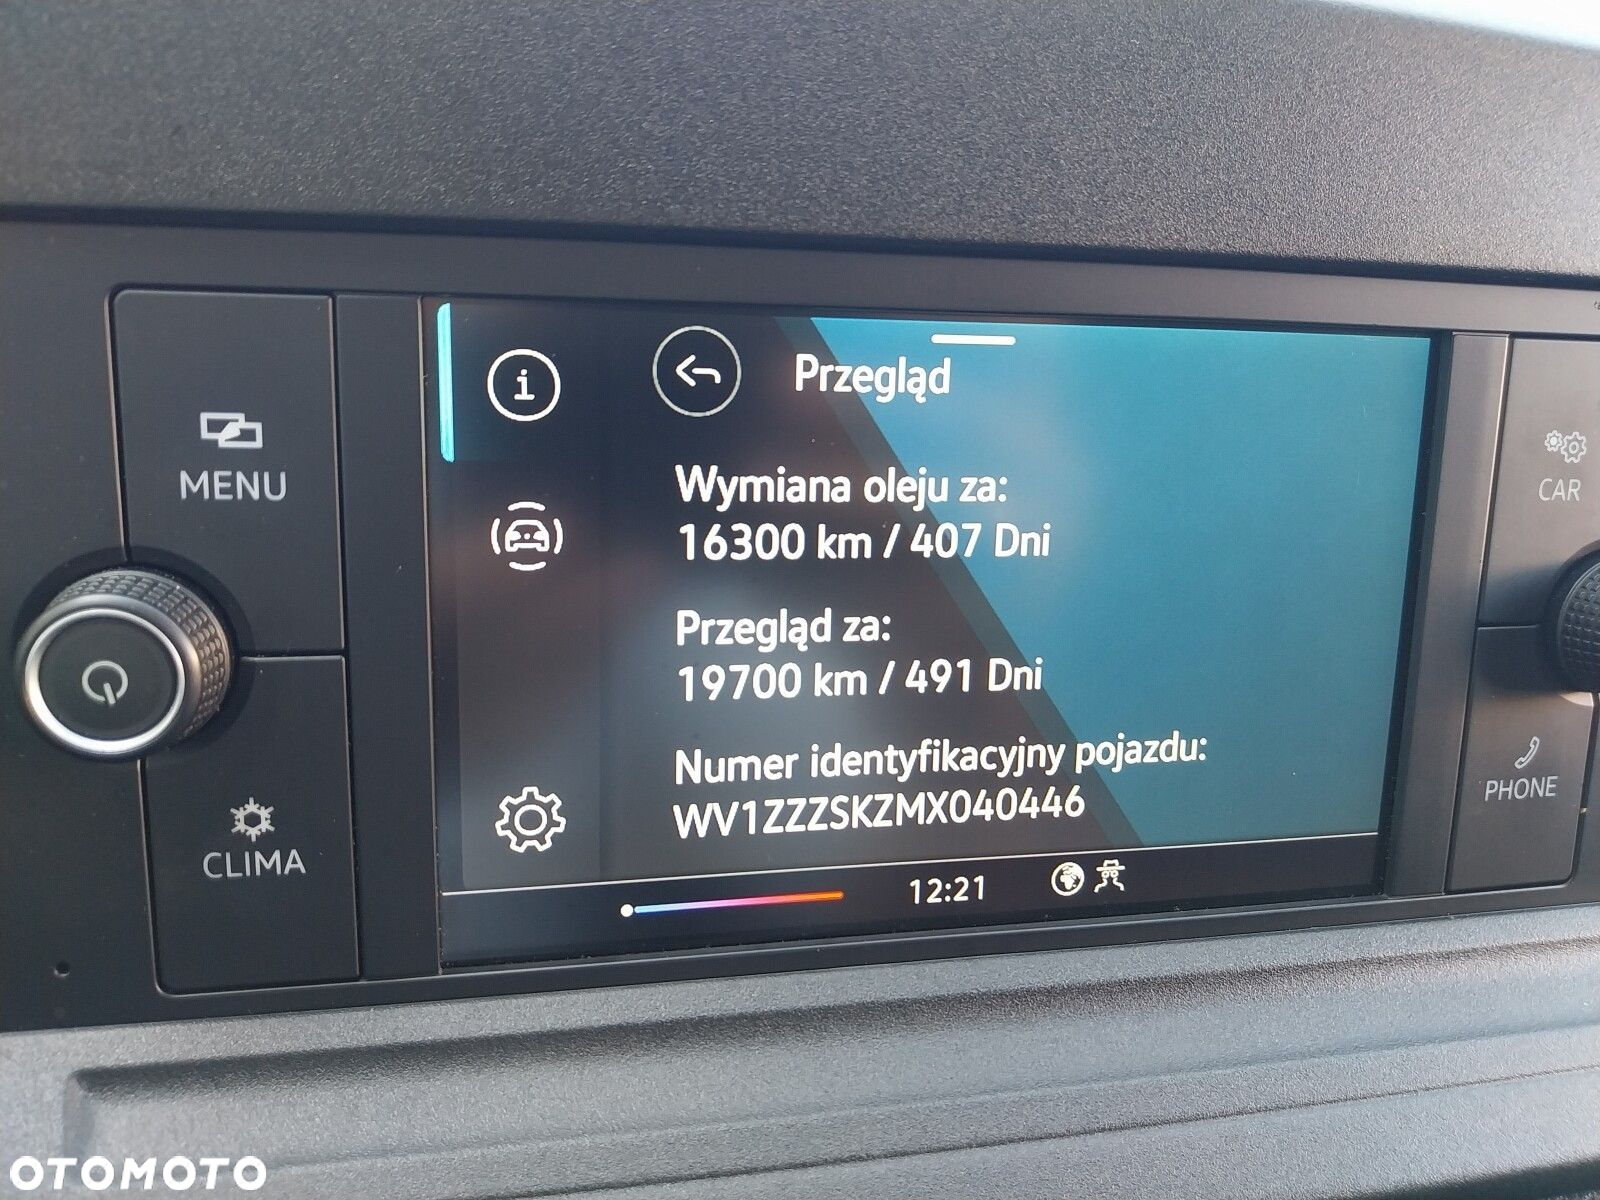 Przegląd
Wymiana oleju za:
16300 km / 407 Dni
Przegląd za:
19700 km / 491 Dni
Numer identyfikacyjny pojazdu:
WV1ZZZSKZMX040446
12:21
MENU
CLIMA
CAR
PHONE
OTOMOTO